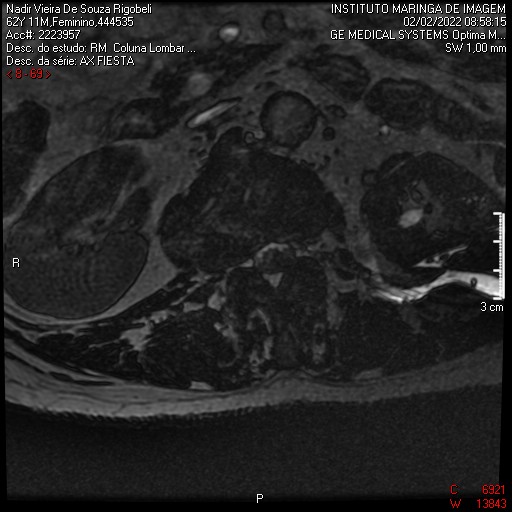 Nadir Vieira De Souza Rigobeli
62Y 11M,Feminino,444535
Acc#: 2223957
Desc. do estudo: RM Coluna Lombar ...
Desc. da série: AX FIESTA
< 8 - 69 >
INSTITUTO MARINGA DE IMAGEM
02/02/2022 08:58:15
GE MEDICAL SYSTEMS Optima M...
SW 1,00 mm
R
3 cm
P
C 6921
W 13843